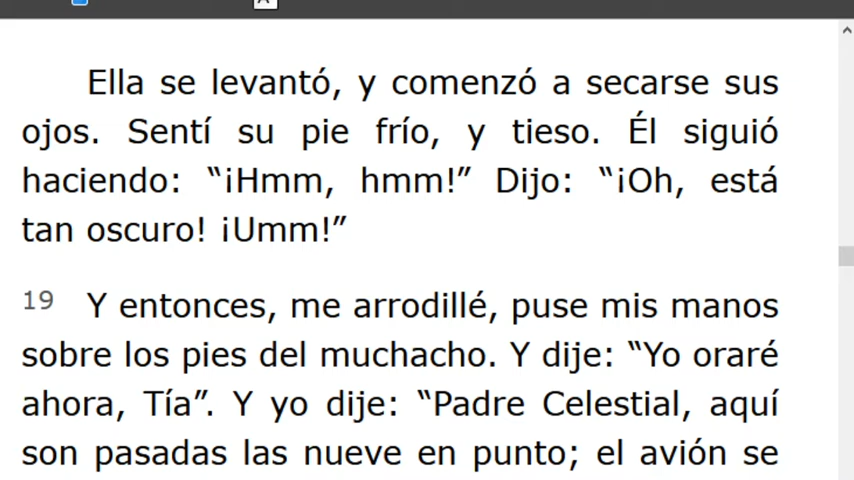 Ella se levantó, y comenzó a secarse sus
ojos. Sentí su pie frío, y tieso. Él siguió
haciendo: “¡Hmm, hmm!” Dijo: “¡Oh, está
tan oscuro! ¡Umm!”
19 Y entonces, me arrodillé, puse mis manos
sobre los pies del muchacho. Y dije: “Yo oraré
ahora, Tía”. Y yo dije: “Padre Celestial, aquí
son pasadas las nueve en punto; el avión se